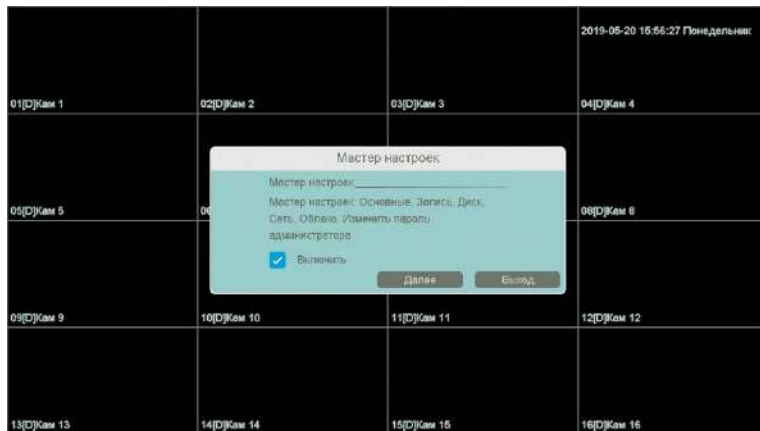 2019-05-20 15:56:27 Понедельник
01[D]Кам 1
02[D]Кам 2
03[D]Кам 3
04[D]Кам 4
Мастер настроек
Мастер настроек
Мастер настроек: Основные, Запись, Диск,
Сеть, Облако, Изменить пароль
администратора
Включить
Далее
Выход
05[D]Кам 5
06
08[D]Кам 8
09[D]Кам 9
10[D]Кам 10
11[D]Кам 11
12[D]Кам 12
13[D]Кам 13
14[D]Кам 14
15[D]Кам 15
16[D]Кам 16